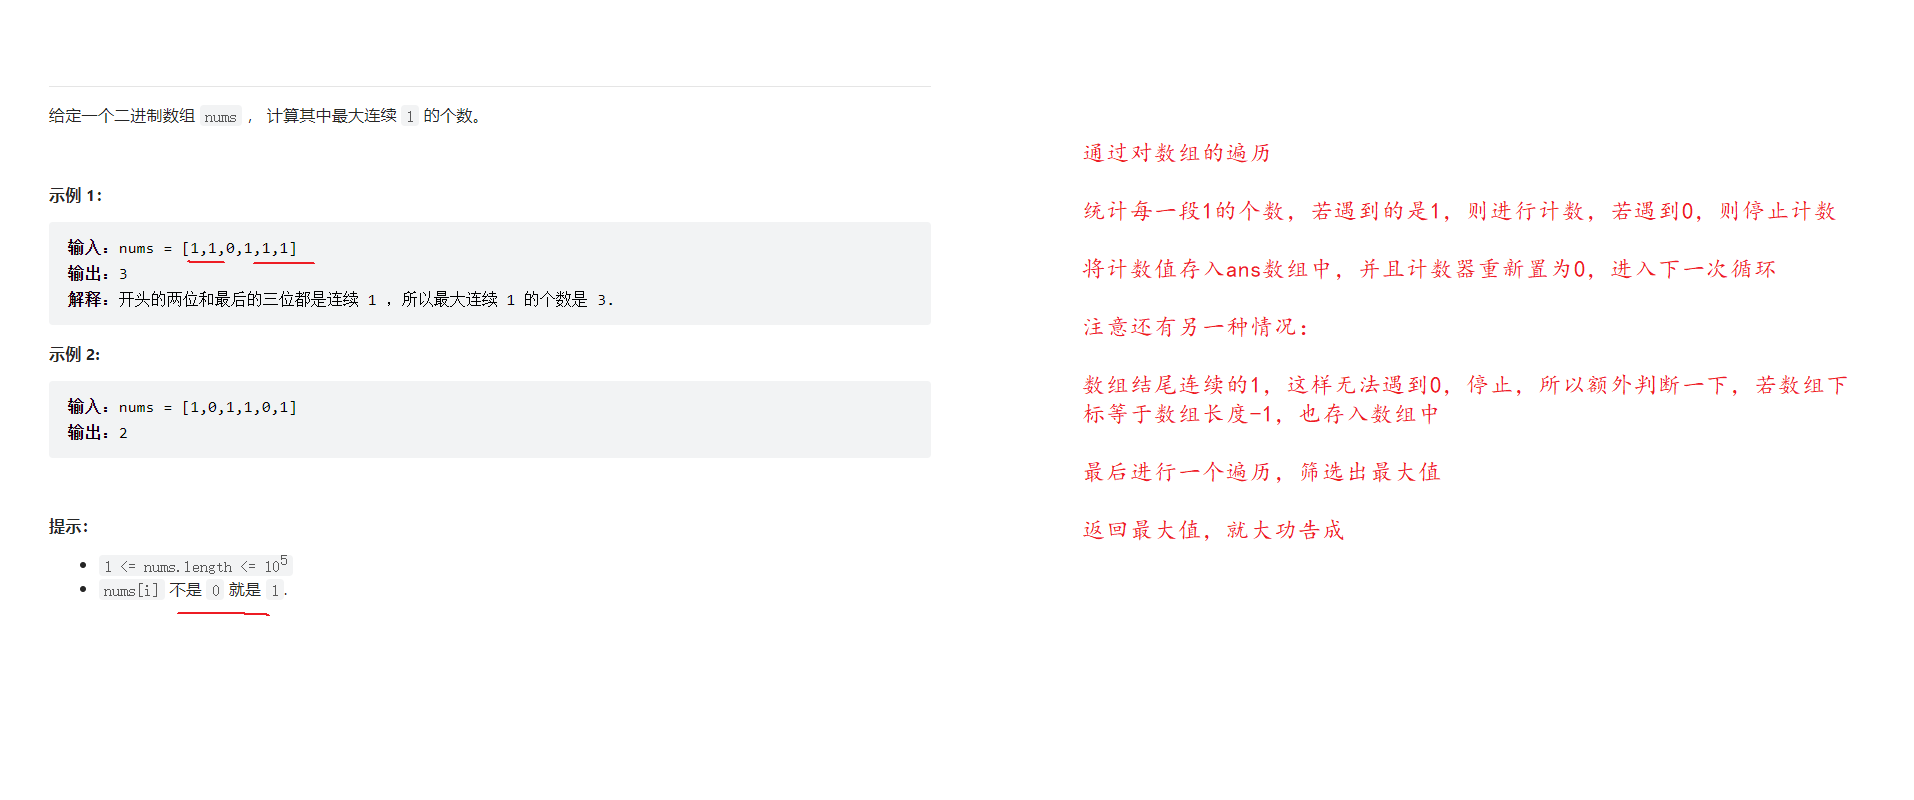 给定一个二进制数组 nums ， 计算其中最大连续 1 的个数。
示例 1：
输入：nums = [1,1,0,1,1,1]
输出：3
解释：开头的两位和最后的三位都是连续 1 ，所以最大连续 1 的个数是 3.
示例 2:
输入：nums = [1,0,1,1,0,1]
输出：2
提示：
1 <= nums.length <= 10^5
nums[i] 不是 0 就是 1.
通过对数组的遍历
统计每一段1的个数，若遇到的是1，则进行计数，若遇到0，则停止计数
将计数值存入ans数组中，并且计数器重新置为0，进入下一次循环
注意还有另一种情况：
数组结尾连续的1，这样无法遇到0，停止，所以额外判断一下，若数组下
标等于数组长度-1，也存入数组中
最后进行一个遍历，筛选出最大值
返回最大值，就大功告成